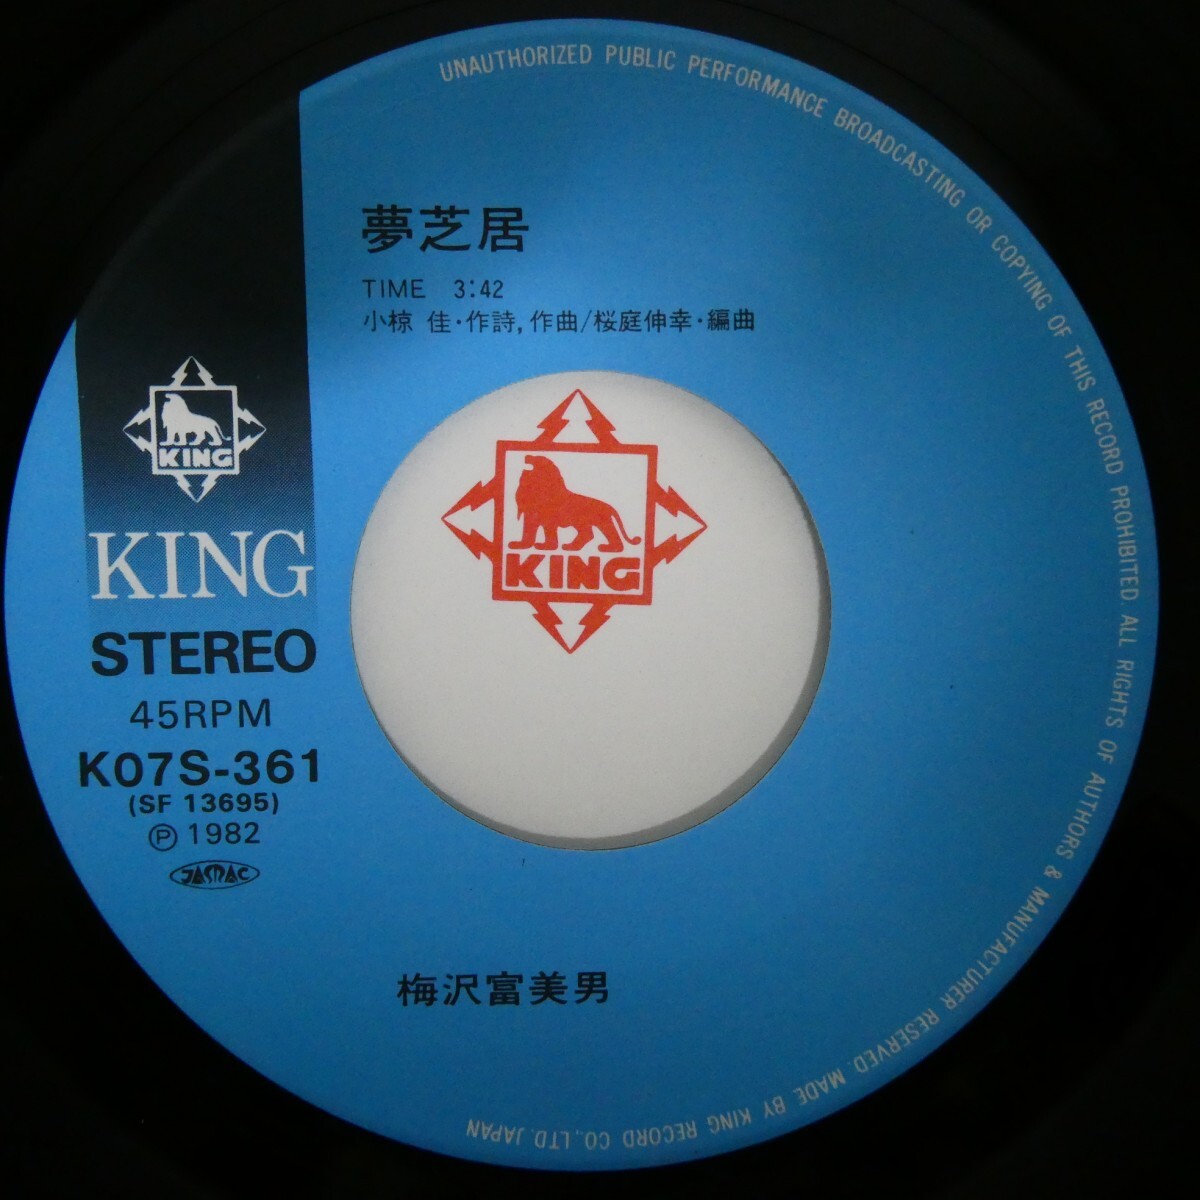 UNAUTHORIZED PUBLIC PERFORMANCE BROADCASTING OR COPYING OF THIS RECORD PROHIBITED. ALL RIGHTS OF AUTHORS & MANUFACTURER RESERVED. MADE BY KING RECORD CO., LTD. JAPAN
夢芝居
TIME 3:42
小椋 佳・作詩, 作曲/桜庭伸幸・編曲
KING
KING
KING
STEREO
45RPM
K07S-361
(SF 13695)
Ⓟ 1982
JASRAC
梅沢富美男